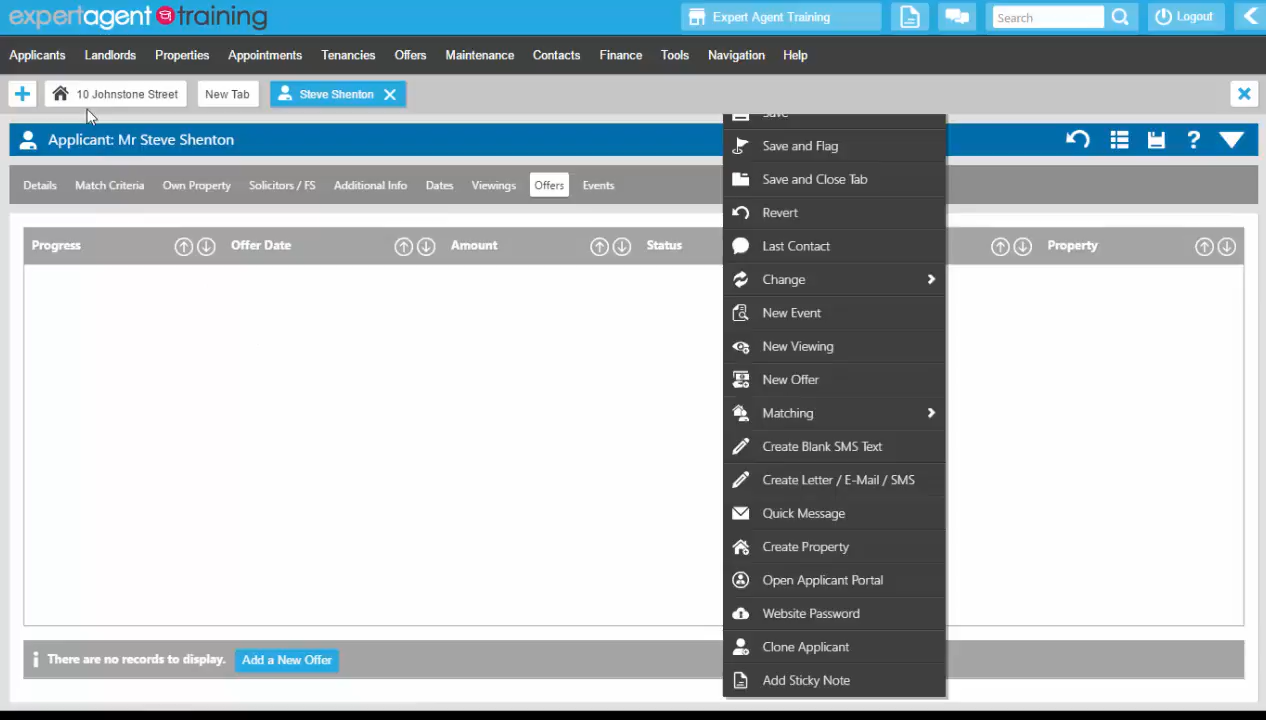 expertagent training
Expert Agent Training
Search
Logout
Applicants Landlords Properties Appointments Tenancies Offers Maintenance Contacts Finance Tools Navigation Help
10 Johnstone Street New Tab Steve Shenton
Applicant: Mr Steve Shenton
Details Match Criteria Own Property Solicitors / FS Additional Info Dates Viewings Offers Events
Progress Offer Date Amount Status Property
Save
Save and Flag
Save and Close Tab
Revert
Last Contact
Change
New Event
New Viewing
New Offer
Matching
Create Blank SMS Text
Create Letter / E-Mail / SMS
Quick Message
Create Property
Open Applicant Portal
Website Password
Clone Applicant
Add Sticky Note
There are no records to display. Add a New Offer